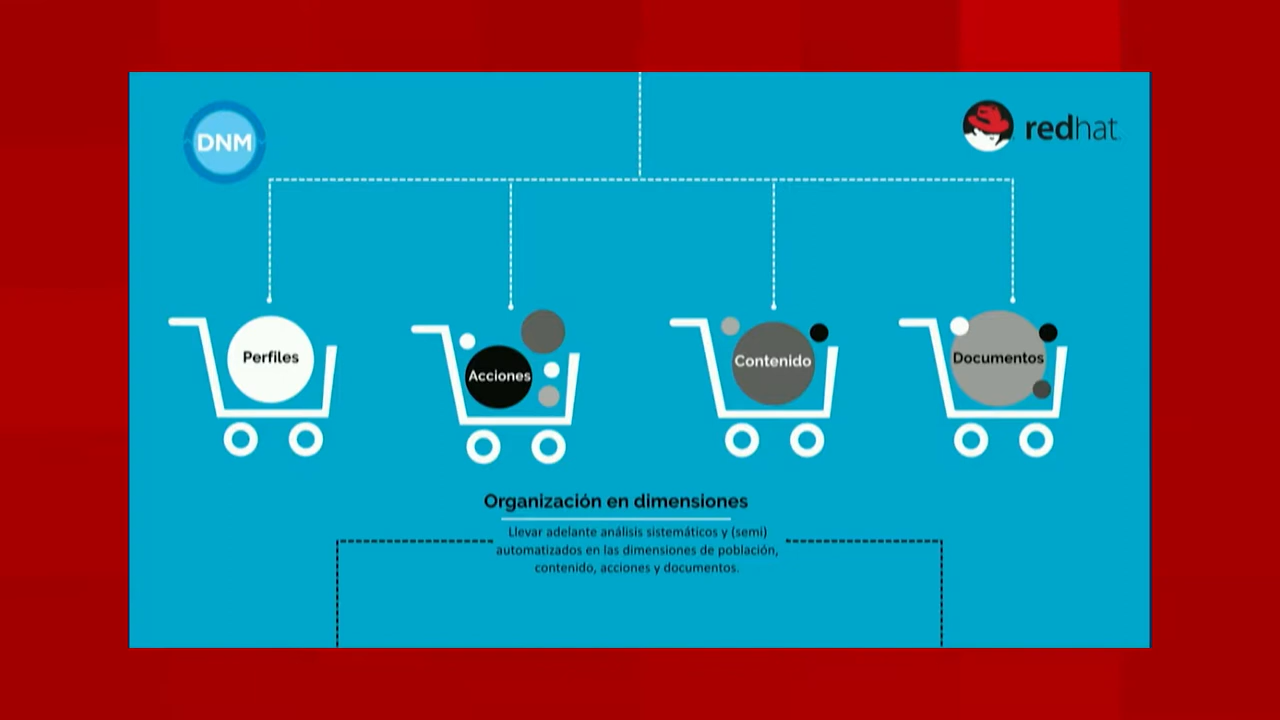 DNM
redhat.
Perfiles
Acciones
Contenido
Documentos
Organización en dimensiones
Llevar adelante análisis sistemáticos y (semi)
automatizados en las dimensiones de población,
contenido, acciones y documentos.